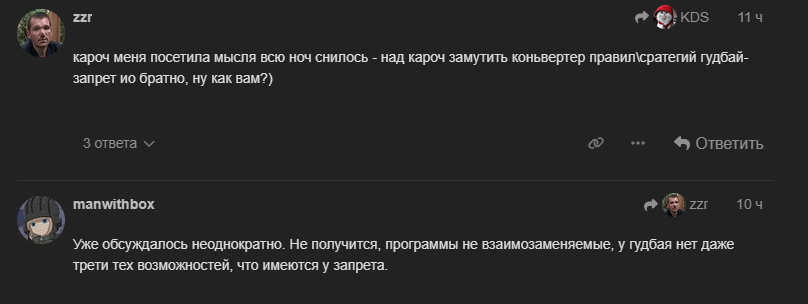 zzr KDS 11 ч
кароч меня посетила мысля всю ноч снилось - над кароч замутить коньвертер правил\сратегий гудбай-
запрет ио братно, ну как вам?)
3 ответа Ответить
manwithbox zzr 10 ч
Уже обсуждалось неоднократно. Не получится, программы не взаимозаменяемые, у гудбая нет даже
трети тех возможностей, что имеются у запрета.